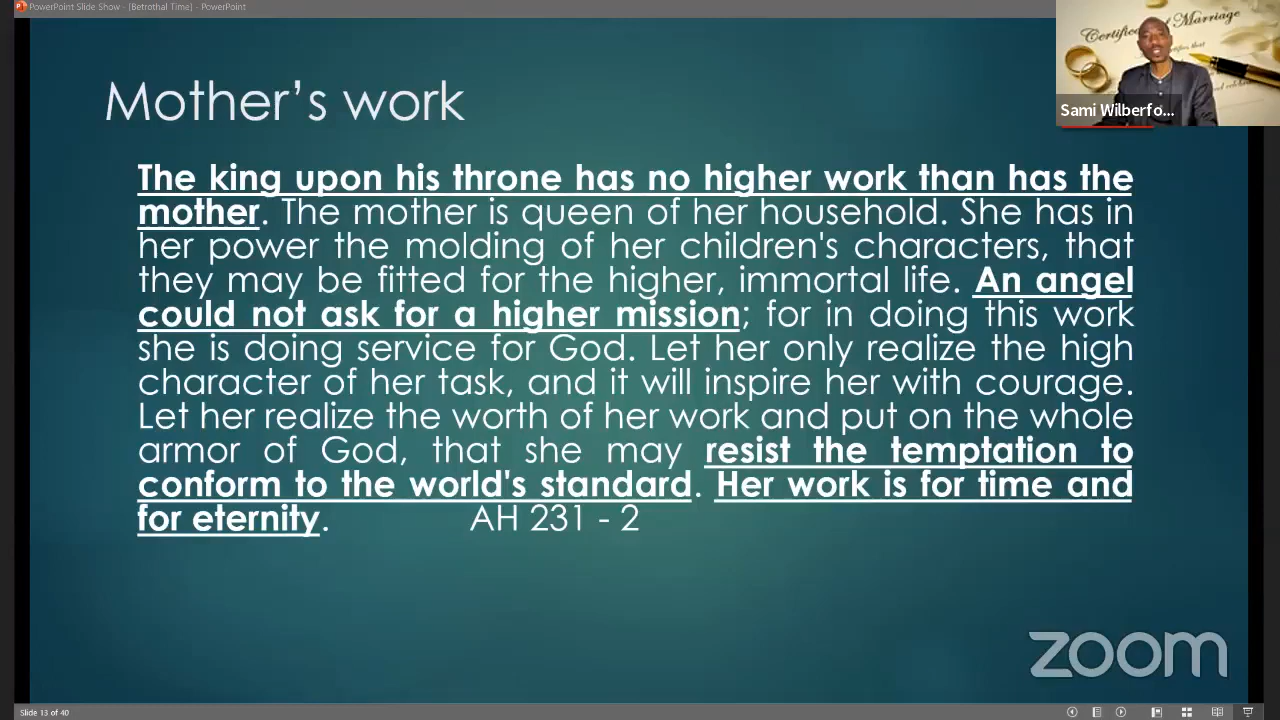 PowerPoint Slide Show - [Betrothal Time] - PowerPoint
Certificate of Marriage
Sami Wilberfo...
Mother’s work
The king upon his throne has no higher work than has the
mother. The mother is queen of her household. She has in
her power the molding of her children's characters, that
they may be fitted for the higher, immortal life. An angel
could not ask for a higher mission; for in doing this work
she is doing service for God. Let her only realize the high
character of her task, and it will inspire her with courage.
Let her realize the worth of her work and put on the whole
armor of God, that she may resist the temptation to
conform to the world's standard. Her work is for time and
for eternity. AH 231 - 2
zoom
Slide 13 of 40